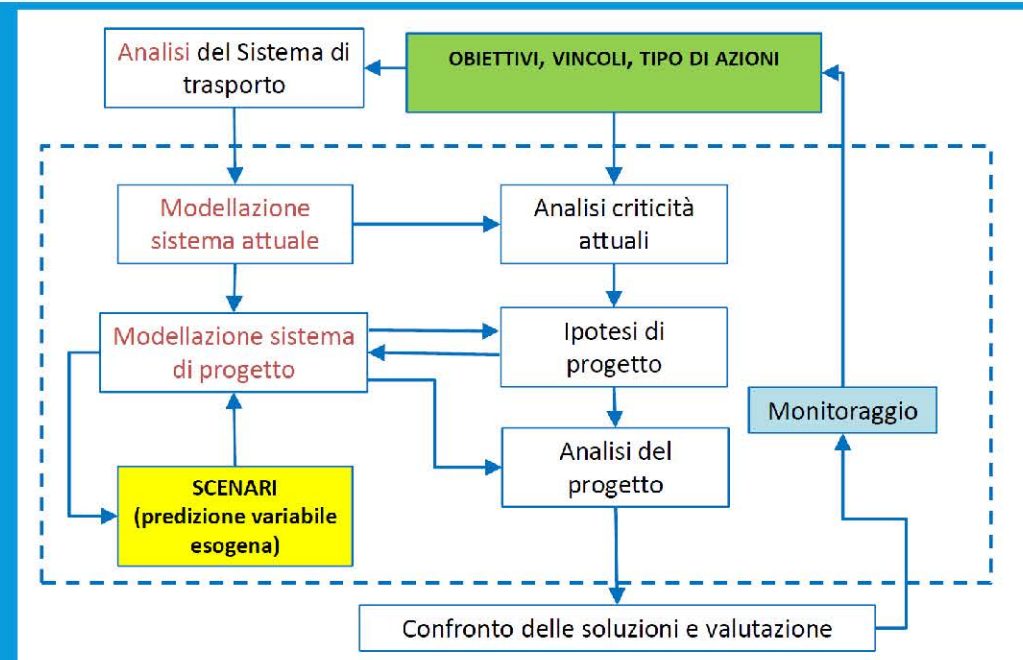 Analisi del Sistema di
trasporto
OBIETTIVI, VINCOLI, TIPO DI AZIONI
Modellazione
sistema attuale
Analisi criticità
attuali
Modellazione sistema
di progetto
Ipotesi di
progetto
Monitoraggio
Analisi del
progetto
SCENARI
(predizione variabile
esogena)
Confronto delle soluzioni e valutazione